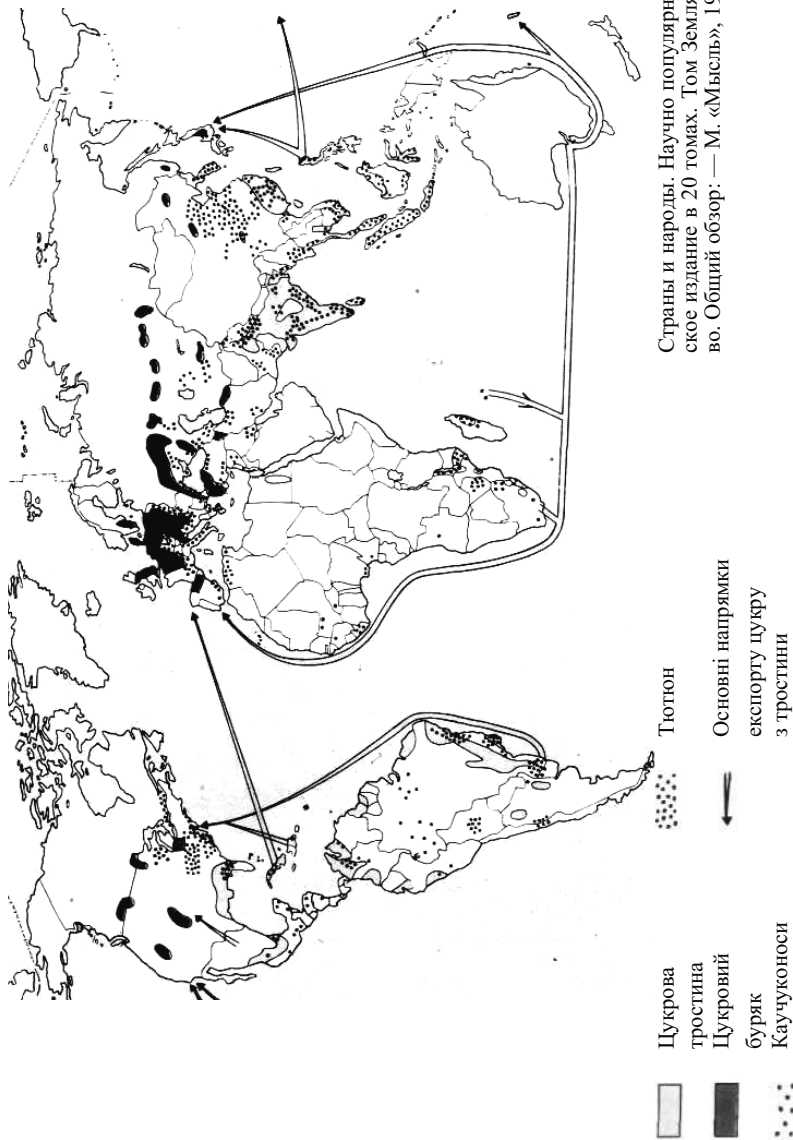 Цукрова
тростина
Цукровий
буряк
Каучуконоси
Тютюн
Основні напрямки
експорту цукру
з тростини
Страны и народы. Научно популярн
ское издание в 20 томах. Том Земля
во. Общий обзор: — М. «Мысль», 19